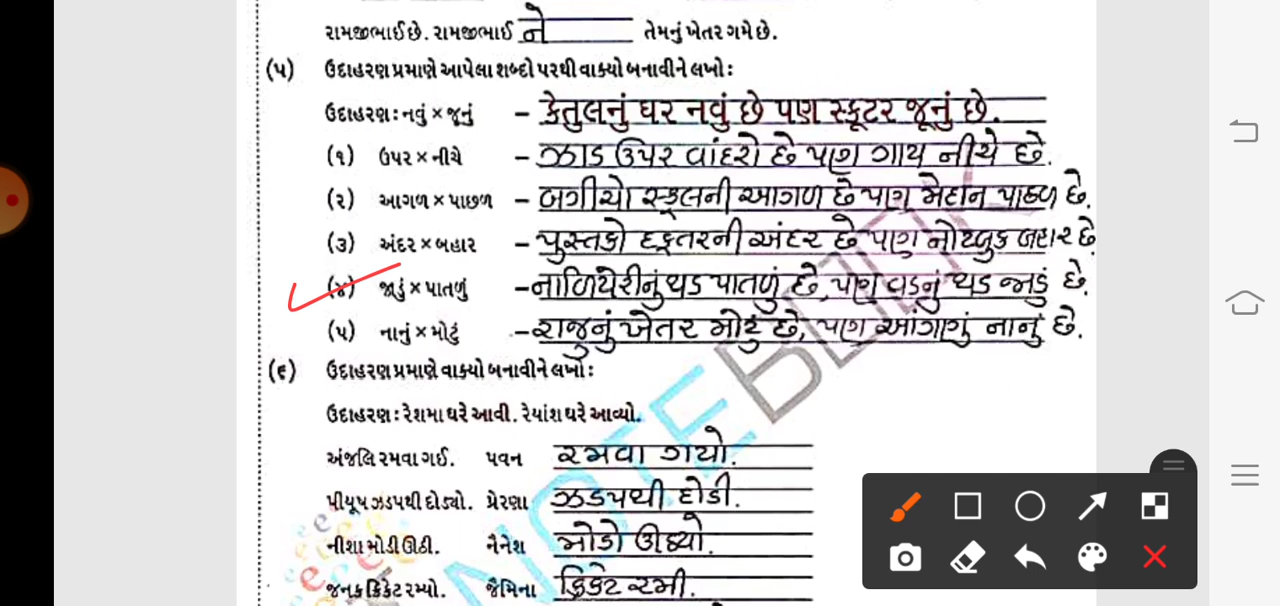 રામજીભાઈ છે. રામજીભાઈ ને તેમનું ખેતર ગમે છે.
(૫) ઉદાહરણ પ્રમાણે આપેલા શબ્દો પરથી વાક્યો બનાવીને લખો :
ઉદાહરણ : નવું × જૂનું – કેતુલનું ઘર નવું છે પણ સ્કૂટર જૂનું છે.
(૧) ઉપર × નીચે – ઝાડ ઉપર વાંદરો છે પણ ગાય નીચે છે.
(૨) આગળ × પાછળ – બગીચો સ્કૂલની આગળ છે પણ મેદાન પાછળ છે.
(૩) અંદર × બહાર – પુસ્તકો દફતરની અંદર છે પણ નોટબુક બહાર છે
(૪) જાડું × પાતળું – નાળિયેરીનું થડ પાતળું છે, પણ વડનું થડ જાડું છે.
(૫) નાનું × મોટું – રાજુનું ખેતર મોટું છે, પણ આંગણું નાનું છે.
(૬) ઉદાહરણ પ્રમાણે વાક્યો બનાવીને લખો :
ઉદાહરણ : રેશમા ઘરે આવી. રેયાંશ ઘરે આવ્યો.
અંજલિ રમવા ગઈ. પવન રમવા ગયો.
પીયૂષ ઝડપથી દોડ્યો. પ્રેરણા ઝડપથી દોડી.
નીશા મોડી ઊઠી. નૈનેશ મોડો ઊઠ્યો.
જનક ક્રિકેટ રમ્યો. જૈમિના ક્રિકેટ રમી.
NOTEBOOK